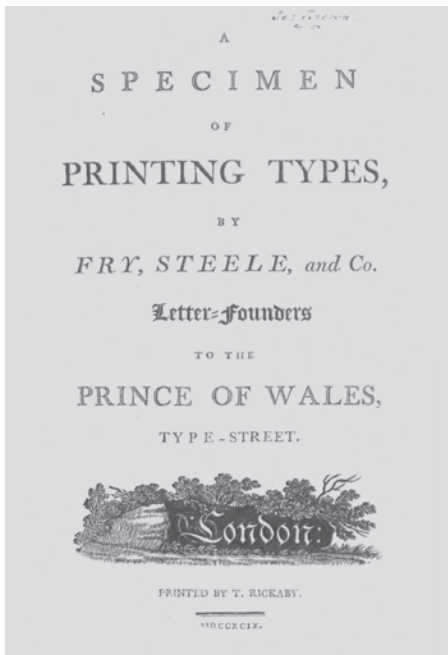 A
SPECIMEN
OF
PRINTING TYPES,
BY
FRY, STEELE, and Co.
Letter=Founders
TO THE
PRINCE OF WALES,
TYPE-STREET.
London:
PRINTED BY T. RICKABY.
MDCCXCIX.